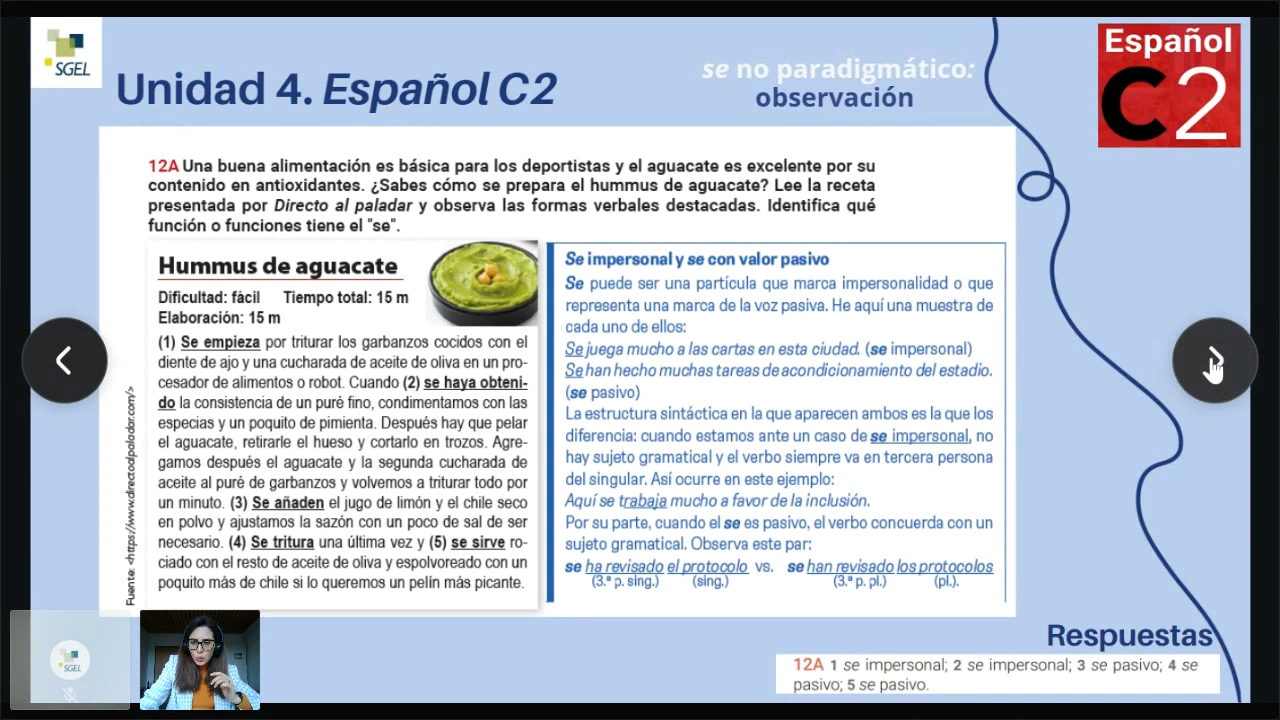 SGEL
Unidad 4. Español C2
se no paradigmático:
observación
Español
C2
12A Una buena alimentación es básica para los deportistas y el aguacate es excelente por su
contenido en antioxidantes. ¿Sabes cómo se prepara el hummus de aguacate? Lee la receta
presentada por Directo al paladar y observa las formas verbales destacadas. Identifica qué
función o funciones tiene el "se".
Hummus de aguacate
Dificultad: fácil Tiempo total: 15 m
Elaboración: 15 m
(1) Se empieza por triturar los garbanzos cocidos con el
diente de ajo y una cucharada de aceite de oliva en un pro-
cesador de alimentos o robot. Cuando (2) se haya obteni-
do la consistencia de un puré fino, condimentamos con las
especias y un poquito de pimienta. Después hay que pelar
el aguacate, retirarle el hueso y cortarlo en trozos. Agre-
gamos después el aguacate y la segunda cucharada de
aceite al puré de garbanzos y volvemos a triturar todo por
un minuto. (3) Se añaden el jugo de limón y el chile seco
en polvo y ajustamos la sazón con un poco de sal de ser
necesario. (4) Se tritura una última vez y (5) se sirve ro-
ciado con el resto de aceite de oliva y espolvoreado con un
poquito más de chile si lo queremos un pelín más picante.
Fuente: <https://www.directoalpaladar.com/>
Se impersonal y se con valor pasivo
Se puede ser una partícula que marca impersonalidad o que
representa una marca de la voz pasiva. He aquí una muestra de
cada uno de ellos:
Se juega mucho a las cartas en esta ciudad. (se impersonal)
Se han hecho muchas tareas de acondicionamiento del estadio.
(se pasivo)
La estructura sintáctica en la que aparecen ambos es la que los
diferencia: cuando estamos ante un caso de se impersonal, no
hay sujeto gramatical y el verbo siempre va en tercera persona
del singular. Así ocurre en este ejemplo:
Aquí se trabaja mucho a favor de la inclusión.
Por su parte, cuando el se es pasivo, el verbo concuerda con un
sujeto gramatical. Observa este par:
se ha revisado el protocolo vs. se han revisado los protocolos
(3.ª p. sing.) (sing.) (3.ª p. pl.) (pl.).
Respuestas
12A 1 se impersonal; 2 se impersonal; 3 se pasivo; 4 se
pasivo; 5 se pasivo.
SGEL